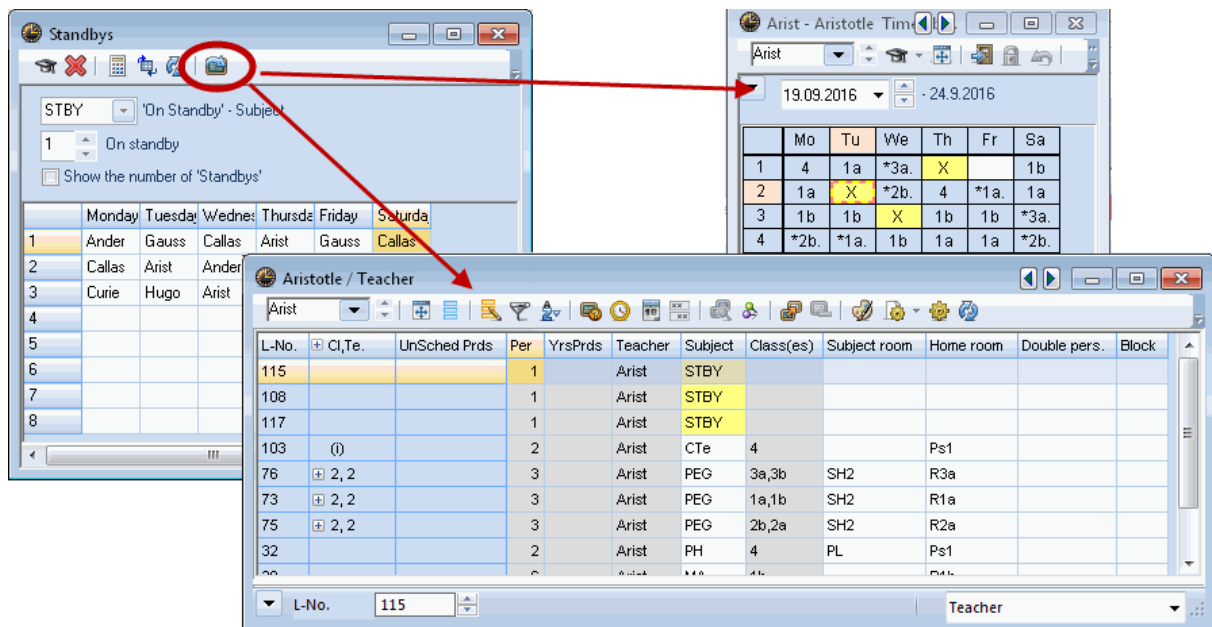 Standbys
STBY 'On Standby' - Subject
1 On standby
Show the number of 'Standbys'
Monday Tuesday Wednes Thursda Friday Saturda
1 Ander Gauss Callas Arist Gauss Callas
2 Callas Arist Ander
3 Curie Hugo Arist
4
5
6
7
8
Arist - Aristotle
Arist
19.09.2016 - 24.9.2016
Mo Tu We Th Fr Sa
1 4 1a *3a. X 1b
2 1a X *2b. 4 *1a. 1a
3 1b 1b X 1b 1b *3a.
4 *2b. *1a. 1b 1a 1a *2b.
Aristotle / Teacher
Arist
L-No. Cl,Te. UnSched Prds Per YrsPrds Teacher Subject Class(es) Subject room Home room Double pers. Block
115 1 Arist STBY
108 1 Arist STBY
117 1 Arist STBY
103 (i) 2 Arist CTe 4 Ps1
76 2, 2 3 Arist PEG 3a,3b SH2 R3a
73 2, 2 3 Arist PEG 1a,1b SH2 R1a
75 2, 2 3 Arist PEG 2b,2a SH2 R2a
32 2 Arist PH 4 PL Ps1
L-No. 115 Teacher